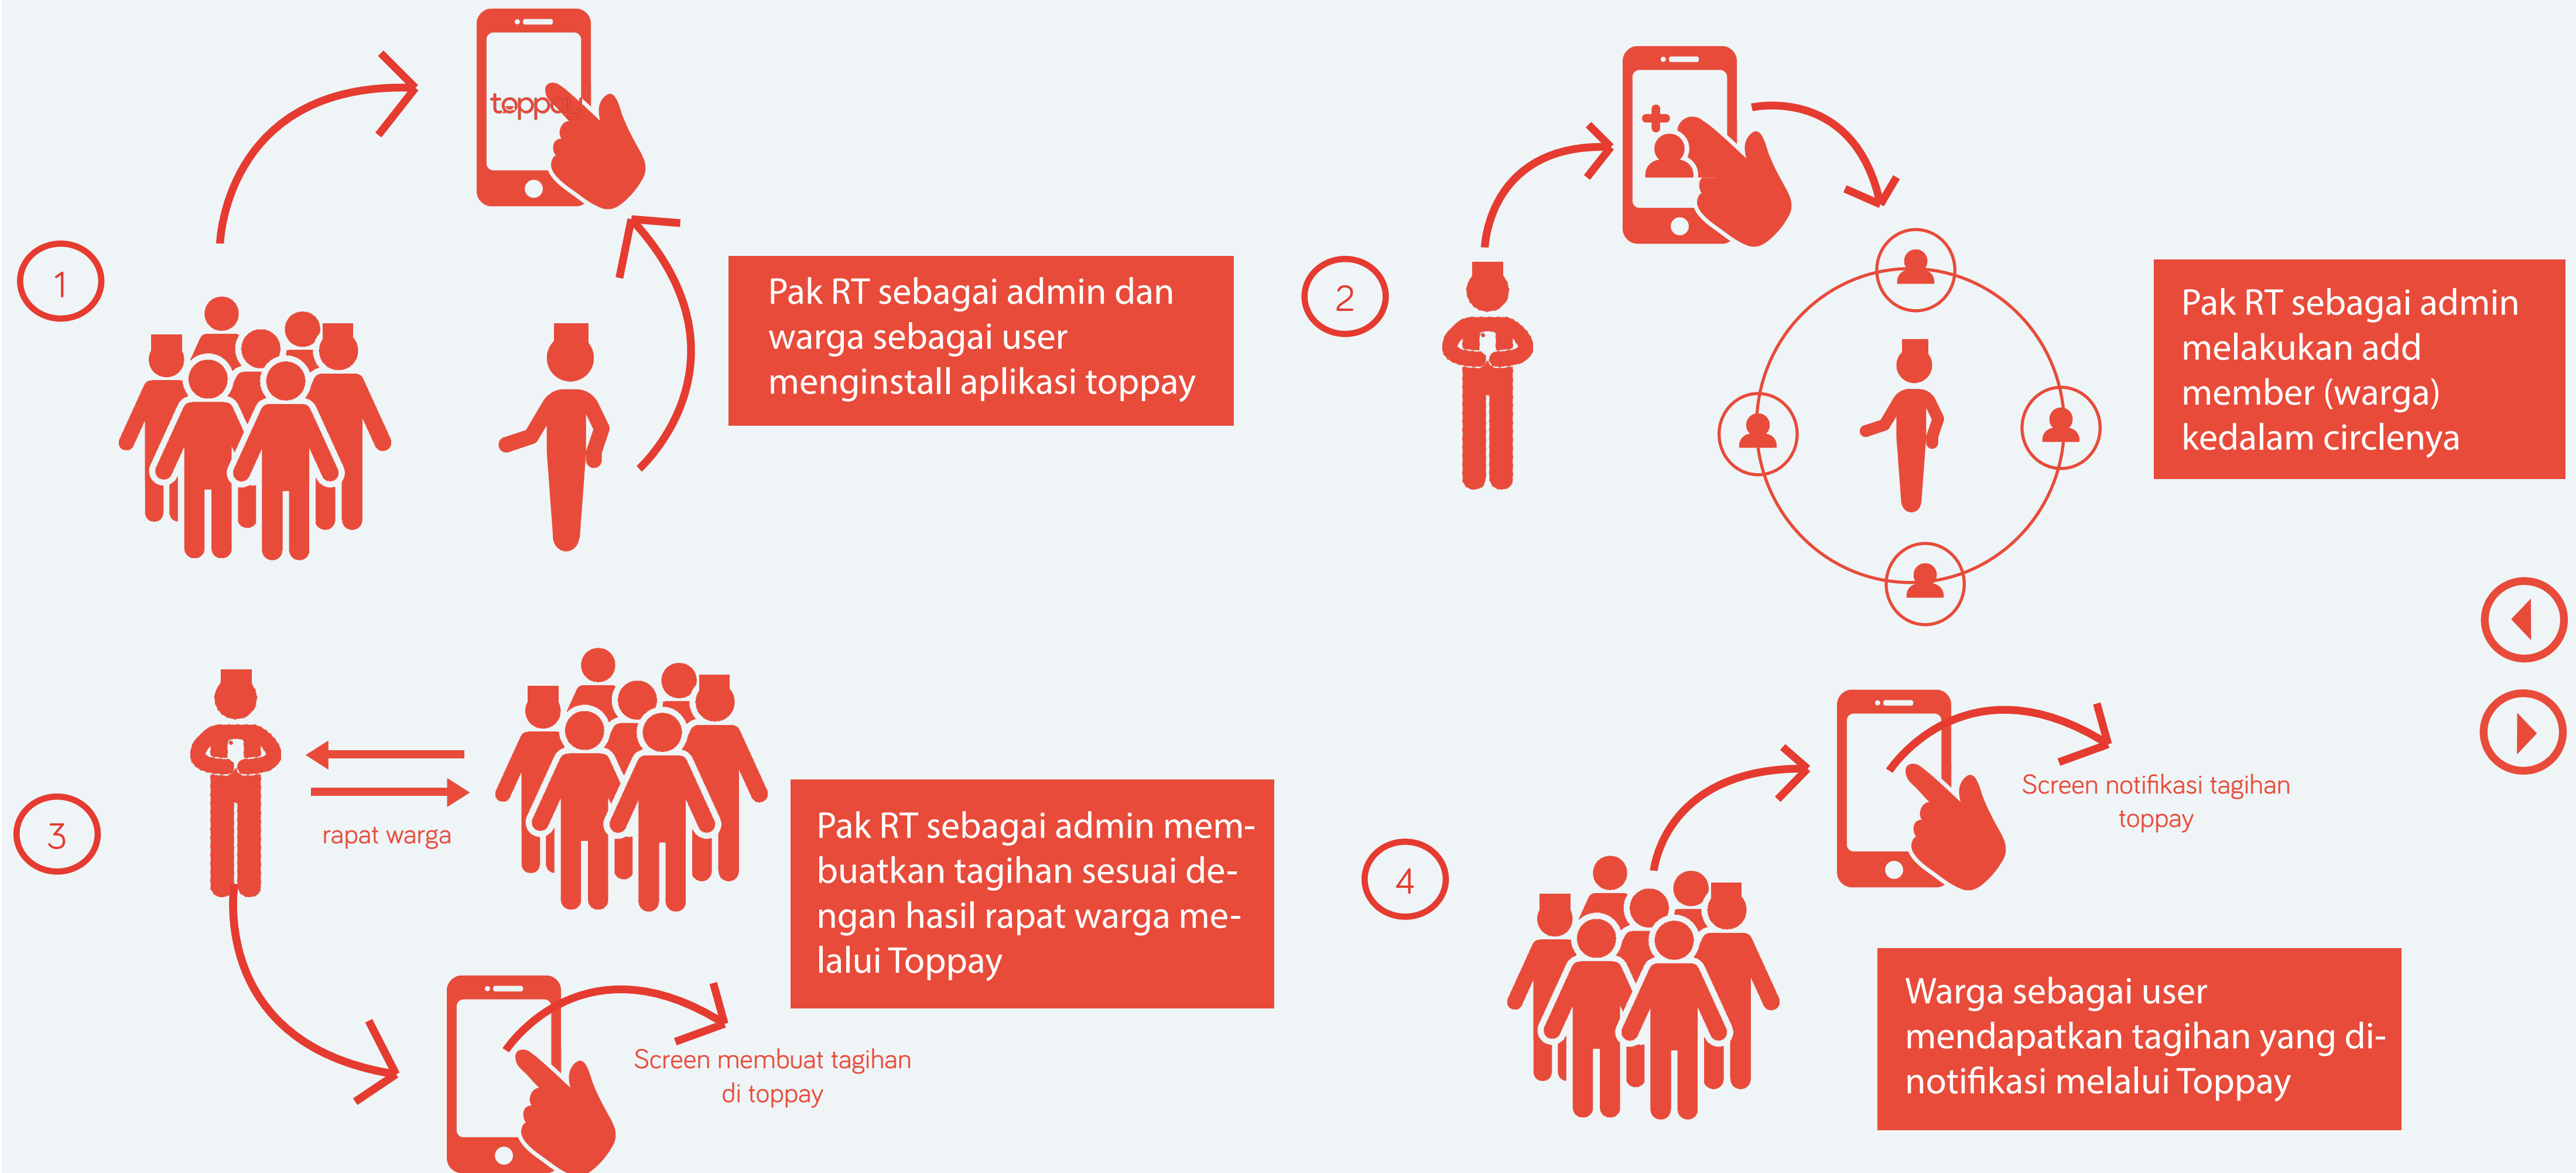 toppay
1
Pak RT sebagai admin dan
warga sebagai user
menginstall aplikasi toppay
2
Pak RT sebagai admin
melakukan add
member (warga)
kedalam circlenya
3
rapat warga
Pak RT sebagai admin mem-
buatkan tagihan sesuai de-
ngan hasil rapat warga me-
lalui Toppay
Screen membuat tagihan
di toppay
4
Screen notifikasi tagihan
toppay
Warga sebagai user
mendapatkan tagihan yang di-
notifikasi melalui Toppay